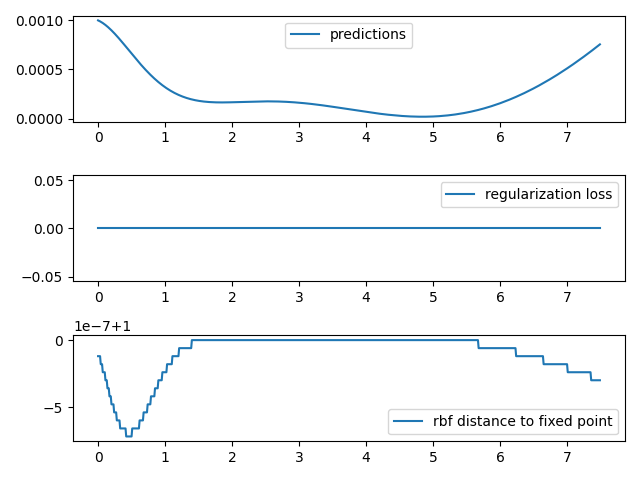 0.0010
0.0005
0.0000
predictions
0 1 2 3 4 5 6 7
0.05
0.00
−0.05
regularization loss
0 1 2 3 4 5 6 7
1e−7+1
0
−5
rbf distance to fixed point
0 1 2 3 4 5 6 7